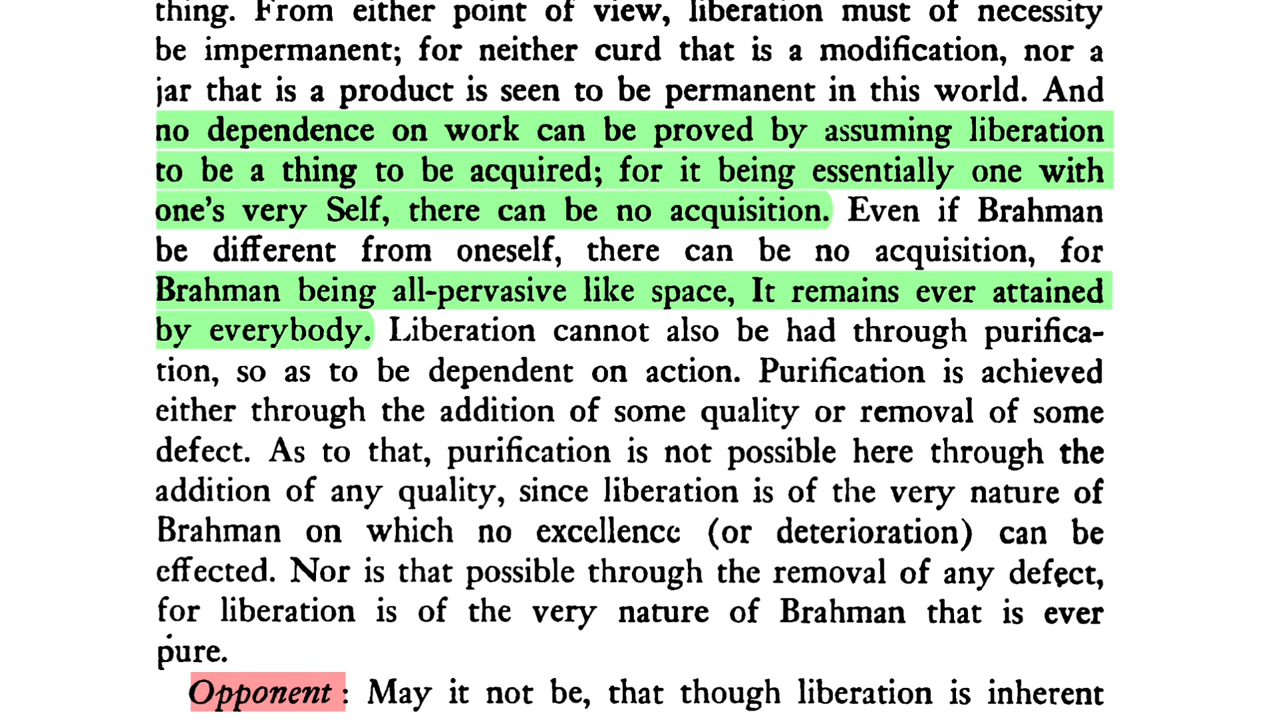 thing. From either point of view, liberation must of necessity
be impermanent; for neither curd that is a modification, nor a
jar that is a product is seen to be permanent in this world. And
no dependence on work can be proved by assuming liberation
to be a thing to be acquired; for it being essentially one with
one's very Self, there can be no acquisition. Even if Brahman
be different from oneself, there can be no acquisition, for
Brahman being all-pervasive like space, It remains ever attained
by everybody. Liberation cannot also be had through purifica-
tion, so as to be dependent on action. Purification is achieved
either through the addition of some quality or removal of some
defect. As to that, purification is not possible here through the
addition of any quality, since liberation is of the very nature of
Brahman on which no excellence (or deterioration) can be
effected. Nor is that possible through the removal of any defect,
for liberation is of the very nature of Brahman that is ever
pure.
Opponent : May it not be, that though liberation is inherent